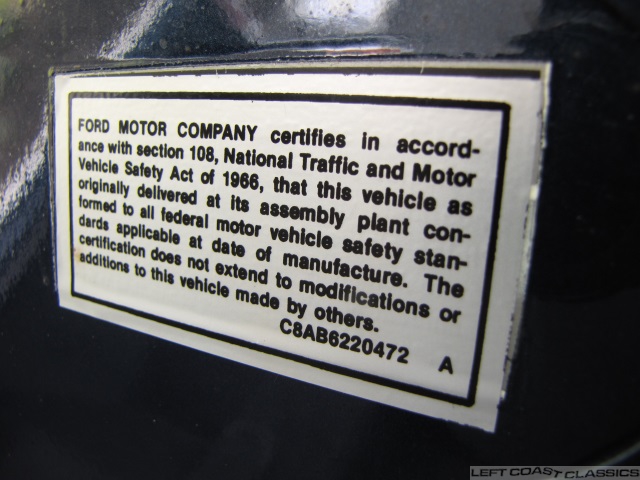 FORD MOTOR COMPANY certifies in accord-
ance with section 108, National Traffic and Motor
Vehicle Safety Act of 1966, that this vehicle as
originally delivered at its assembly plant con-
formed to all federal motor vehicle safety stan-
dards applicable at date of manufacture. The
certification does not extend to modifications or
additions to this vehicle made by others.
C8AB6220472 A
LEFT COAST CLASSICS